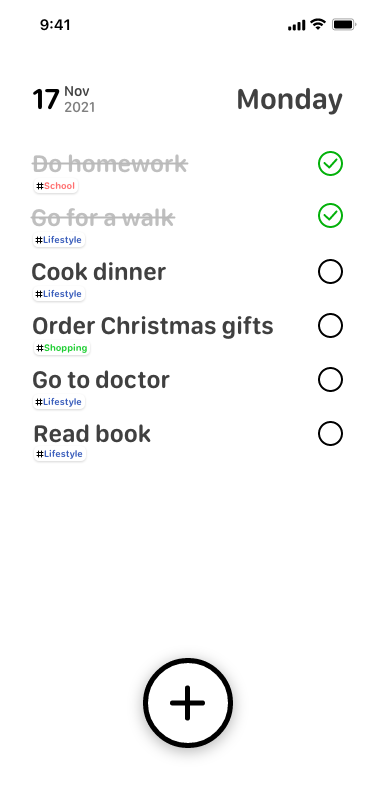 9:41
17 Nov
2021
Monday
Do homework
#School
Go for a walk
#Lifestyle
Cook dinner
#Lifestyle
Order Christmas gifts
#Shopping
Go to doctor
#Lifestyle
Read book
#Lifestyle